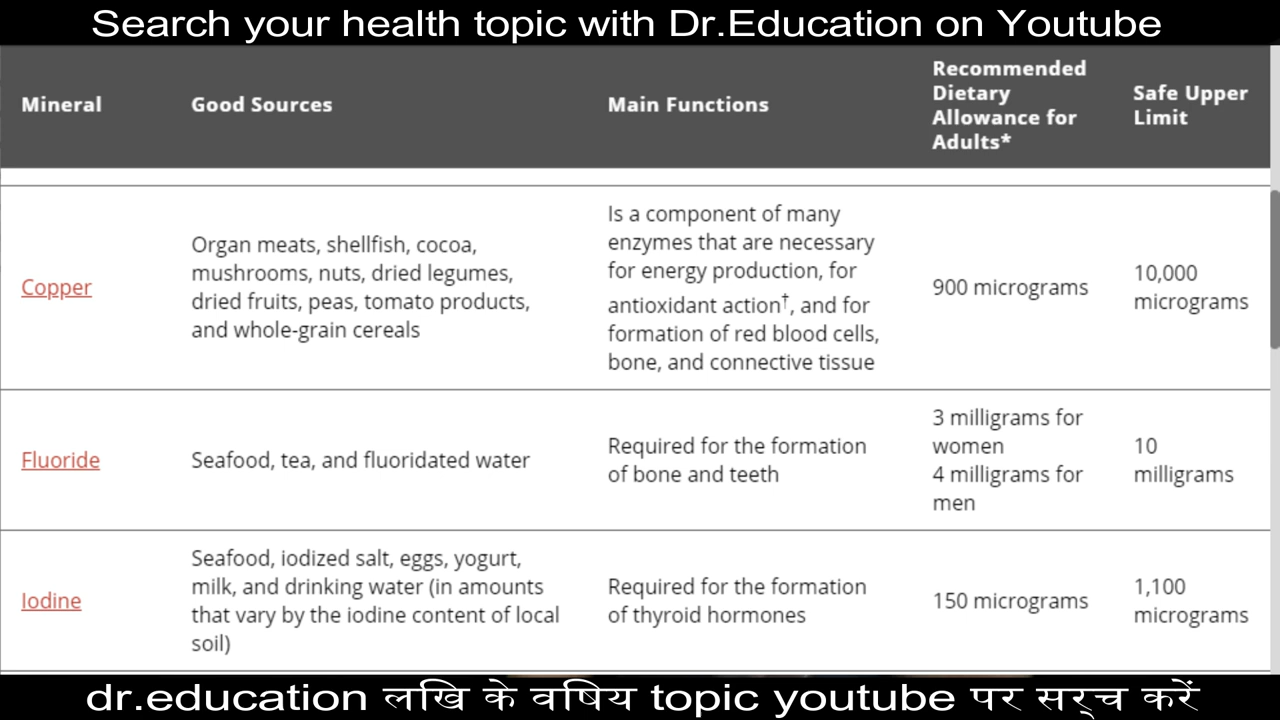 Search your health topic with Dr.Education on Youtube
Mineral
Good Sources
Main Functions
Recommended
Dietary
Allowance for
Adults*
Safe Upper
Limit
Copper
Organ meats, shellfish, cocoa,
mushrooms, nuts, dried legumes,
dried fruits, peas, tomato products,
and whole-grain cereals
Is a component of many
enzymes that are necessary
for energy production, for
antioxidant action†, and for
formation of red blood cells,
bone, and connective tissue
900 micrograms
10,000
micrograms
Fluoride
Seafood, tea, and fluoridated water
Required for the formation
of bone and teeth
3 milligrams for
women
4 milligrams for
men
10
milligrams
Iodine
Seafood, iodized salt, eggs, yogurt,
milk, and drinking water (in amounts
that vary by the iodine content of local
soil)
Required for the formation
of thyroid hormones
150 micrograms
1,100
micrograms
dr.education लखि के वषिय topic youtube पर सर्च करें